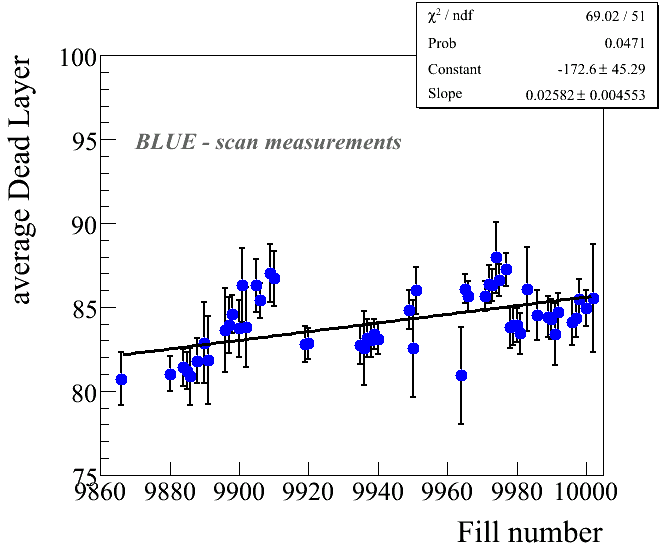 χ² / ndf 69.02 / 51
Prob 0.0471
Constant -172.6 ± 45.29
Slope 0.02582 ± 0.004553
average Dead Layer
BLUE - scan measurements
100
95
90
85
80
75
9860 9880 9900 9920 9940 9960 9980 10000
Fill number